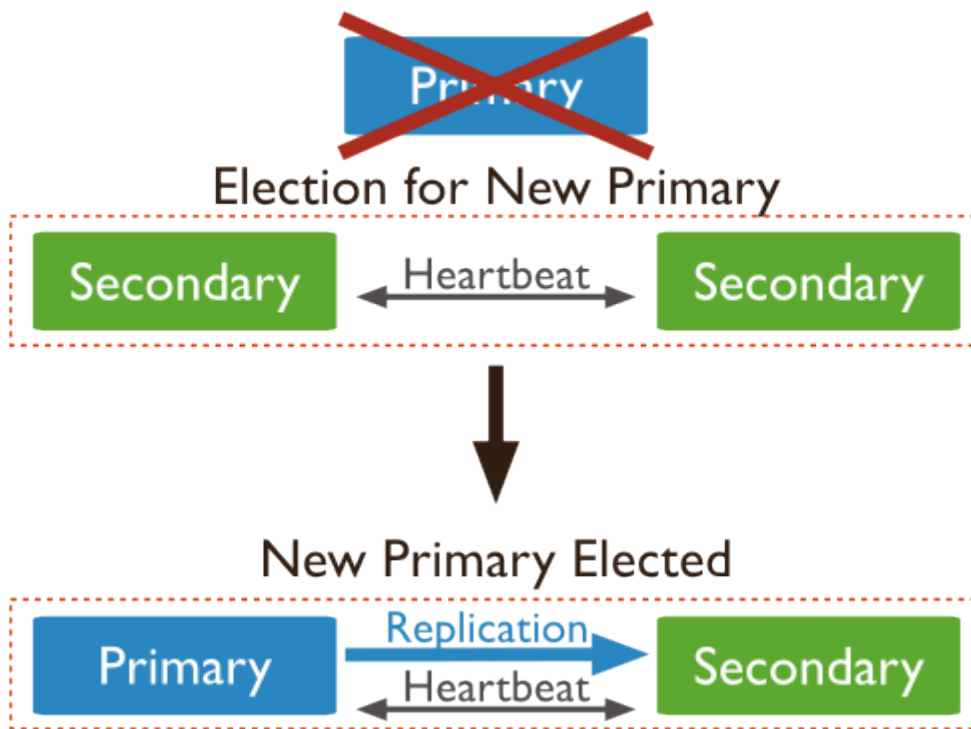 Primary
Election for New Primary
Secondary Heartbeat Secondary
New Primary Elected
Replication
Primary Secondary
Heartbeat